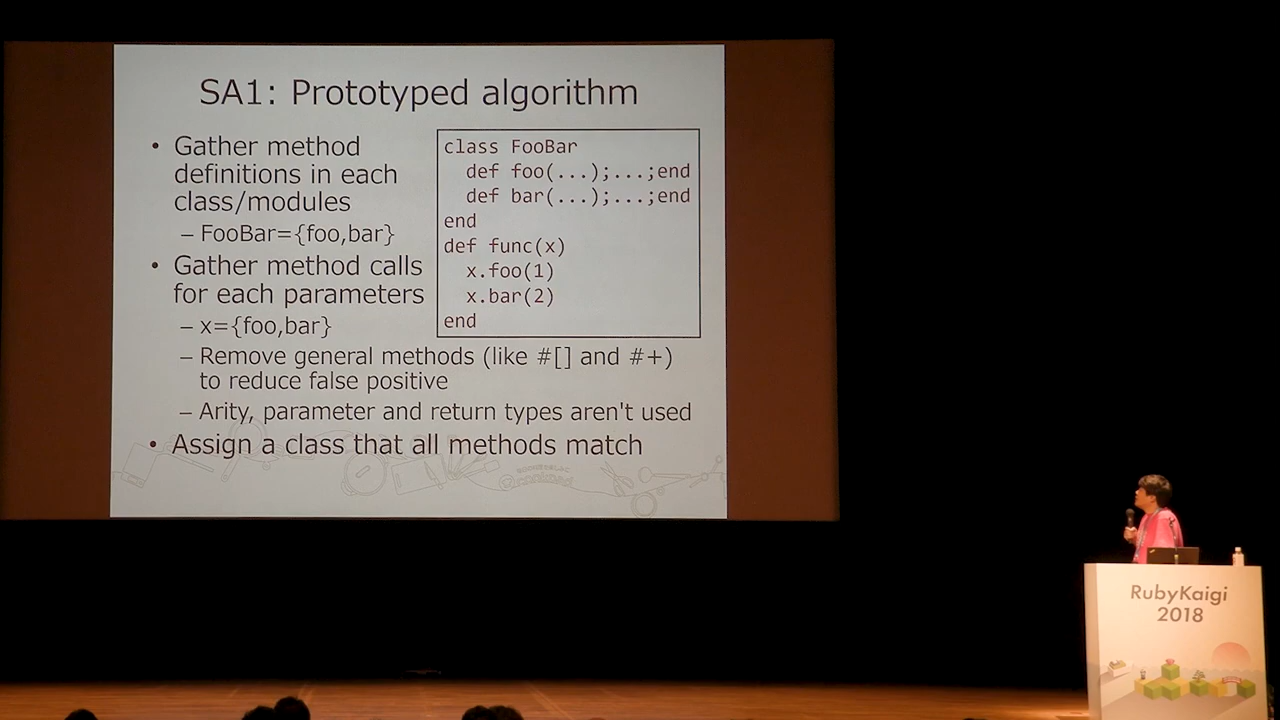 SA1: Prototyped algorithm
• Gather method
definitions in each
class/modules
– FooBar={foo,bar}
• Gather method calls
for each parameters
– x={foo,bar}
– Remove general methods (like #[] and #+)
to reduce false positive
– Arity, parameter and return types aren't used
• Assign a class that all methods match
class FooBar
  def foo(...);...;end
  def bar(...);...;end
end
def func(x)
  x.foo(1)
  x.bar(2)
end
RubyKaigi
2018